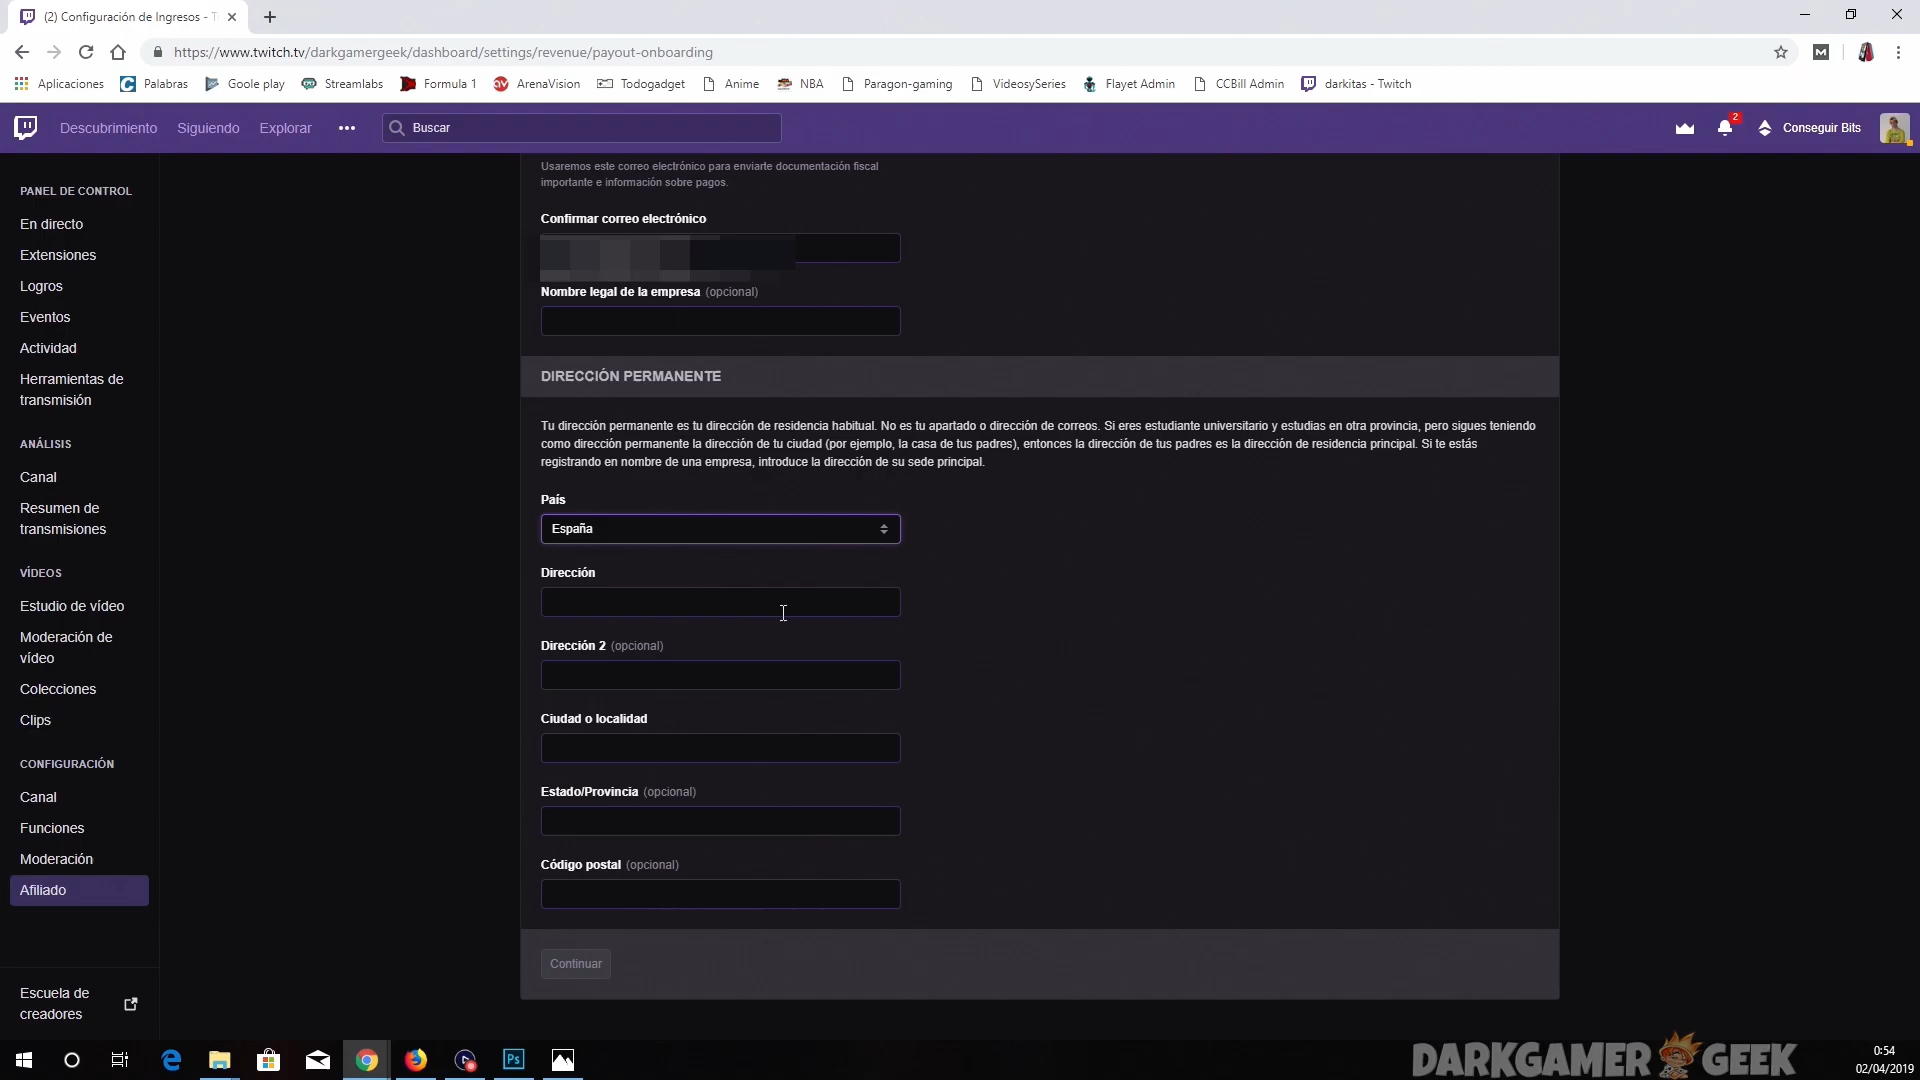 (2) Configuración de Ingresos - T
https://www.twitch.tv/darkgamergeek/dashboard/settings/revenue/payout-onboarding
Aplicaciones Palabras Goole play Streamlabs Formula 1 ArenaVision Todogadget Anime NBA Paragon-gaming VideosySeries Flayet Admin CCBill Admin darkitas - Twitch
Descubrimiento Siguiendo Explorar ••• Buscar 2 Conseguir Bits
PANEL DE CONTROL
En directo
Extensiones
Logros
Eventos
Actividad
Herramientas de
transmisión
ANÁLISIS
Canal
Resumen de
transmisiones
VÍDEOS
Estudio de vídeo
Moderación de
vídeo
Colecciones
Clips
CONFIGURACIÓN
Canal
Funciones
Moderación
Afiliado
Escuela de
creadores
Usaremos este correo electrónico para enviarte documentación fiscal
importante e información sobre pagos.
Confirmar correo electrónico
Nombre legal de la empresa (opcional)
DIRECCIÓN PERMANENTE
Tu dirección permanente es tu dirección de residencia habitual. No es tu apartado o dirección de correos. Si eres estudiante universitario y estudias en otra provincia, pero sigues teniendo
como dirección permanente la dirección de tu ciudad (por ejemplo, la casa de tus padres), entonces la dirección de tus padres es la dirección de residencia principal. Si te estás
registrando en nombre de una empresa, introduce la dirección de su sede principal.
País
España
Dirección
Dirección 2 (opcional)
Ciudad o localidad
Estado/Provincia (opcional)
Código postal (opcional)
Continuar
Ps
DARKGAMER GEEK
0:54
02/04/2019